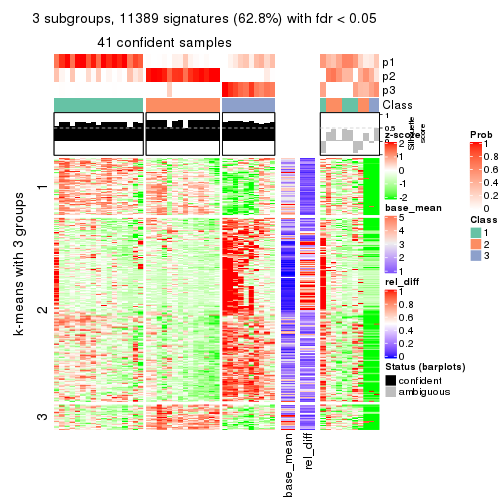 3 subgroups, 11389 signatures (62.8%) with fdr < 0.05
41 confident samples
p1
p2
p3
Class
1
0.5
0
Silhouette
score
k-means with 3 groups
1
2
3
base_mean
rel_diff
z-score
2
1
0
-1
-2
base_mean
5
4
3
2
1
rel_diff
1
0.8
0.6
0.4
0.2
0
Status (barplots)
confident
ambiguous
Prob
1
0.8
0.6
0.4
0.2
0
Class
1
2
3